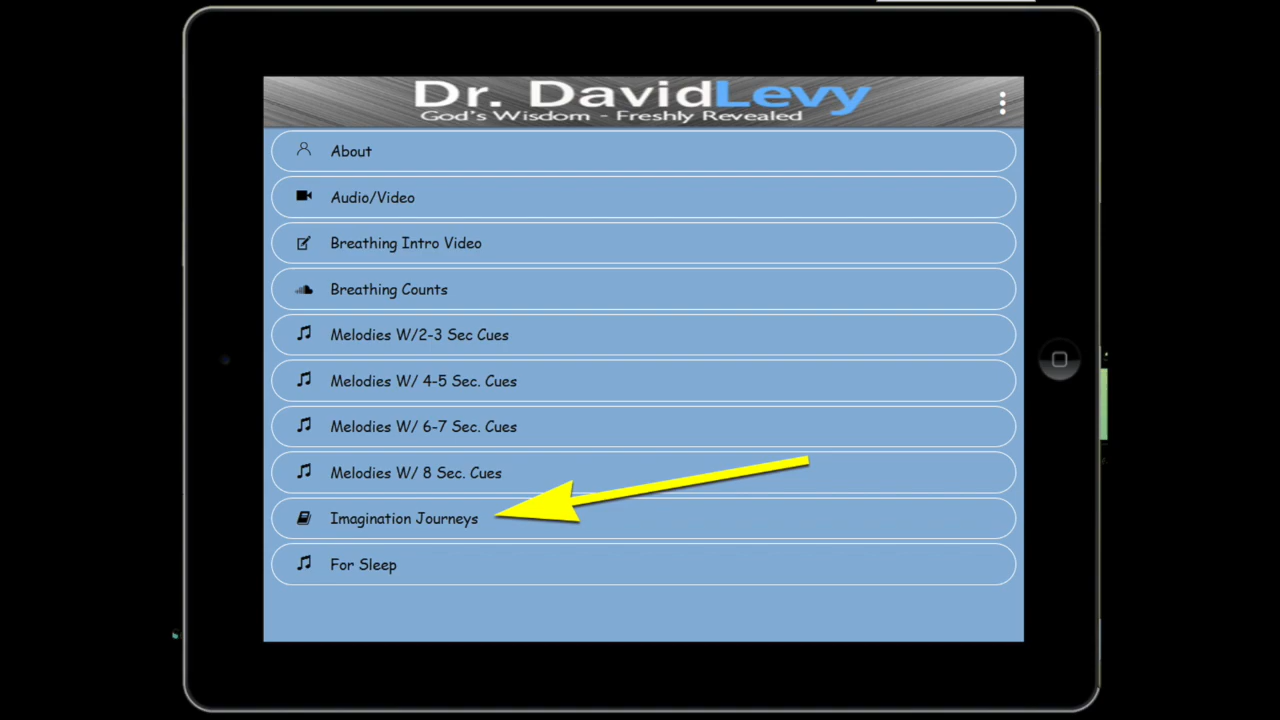 Dr. DavidLevy
God's Wisdom - Freshly Revealed
About
Audio/Video
Breathing Intro Video
Breathing Counts
Melodies W/2-3 Sec Cues
Melodies W/ 4-5 Sec. Cues
Melodies W/ 6-7 Sec. Cues
Melodies W/ 8 Sec. Cues
Imagination Journeys
For Sleep